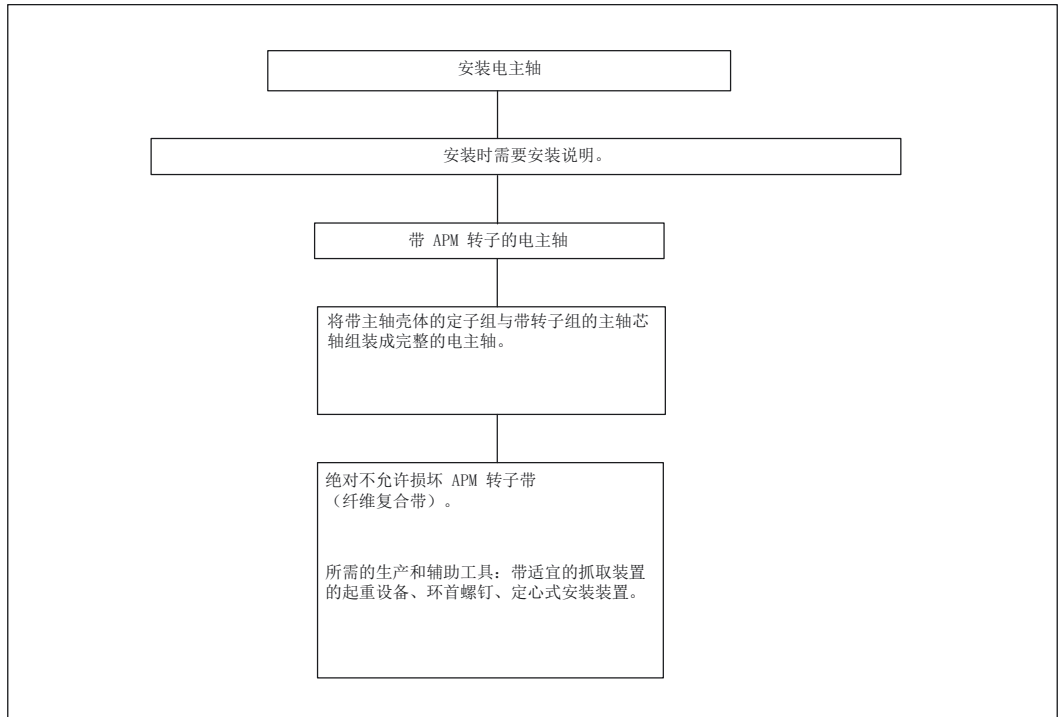 安装电主轴
安装时需要安装说明。
带 APM 转子的电主轴
将带主轴壳体的定子组与带转子组的主轴芯
轴组装成完整的电主轴。
绝对不允许损坏 APM 转子带
（纤维复合带）。
所需的生产和辅助工具：带适宜的抓取装置
的起重设备、环首螺钉、定心式安装装置。